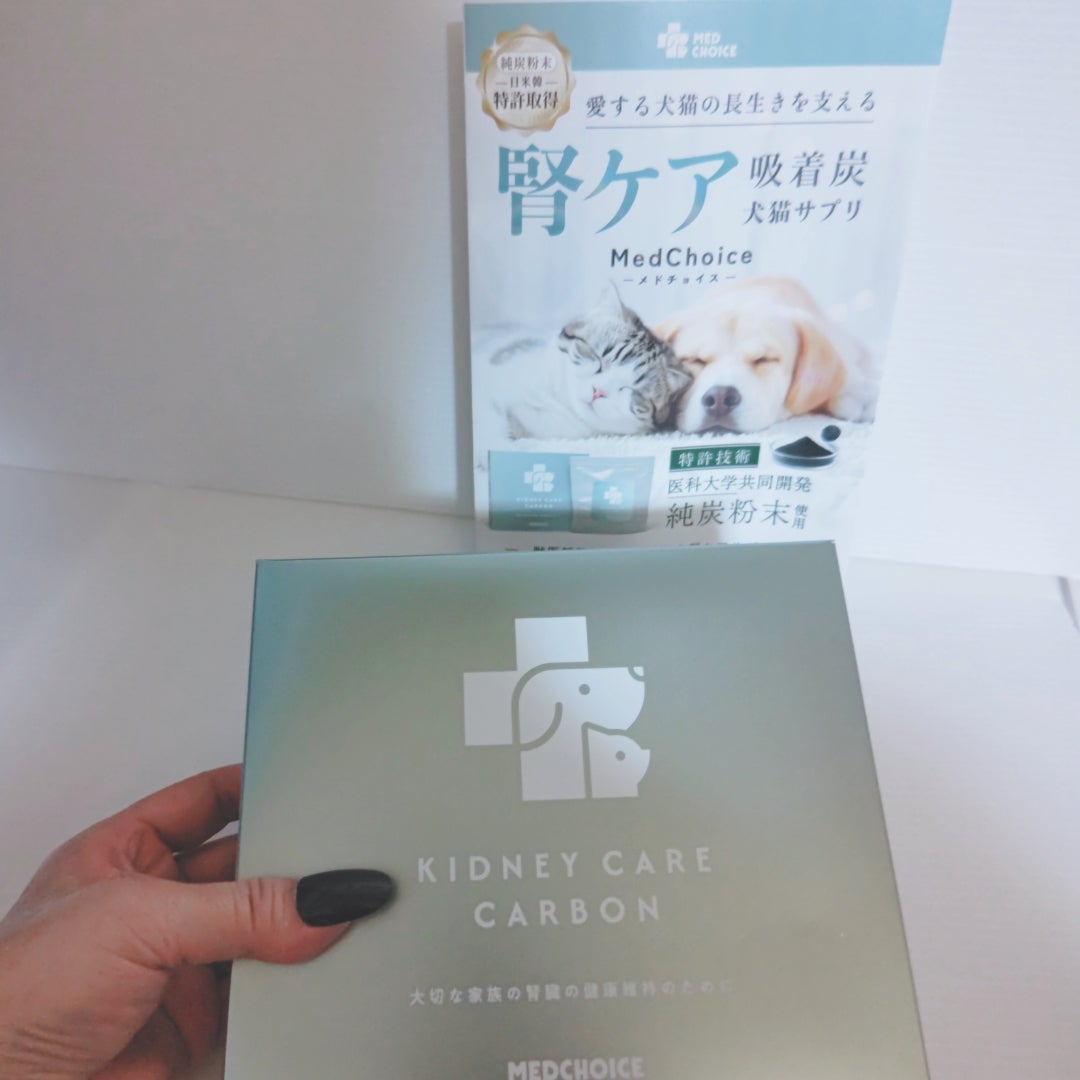 MED
CHOICE
純炭粉末
日米韓
特許取得
愛する犬猫の長生きを支える
腎ケア
吸着炭
犬猫サプリ
MedChoice
ーメドチョイスー
KIDNEY CARE
CARBON
特許技術
医科大学共同開発
純炭粉末使用
KIDNEY CARE
CARBON
大切な家族の腎臓の健康維持のために
MEDCHOICE